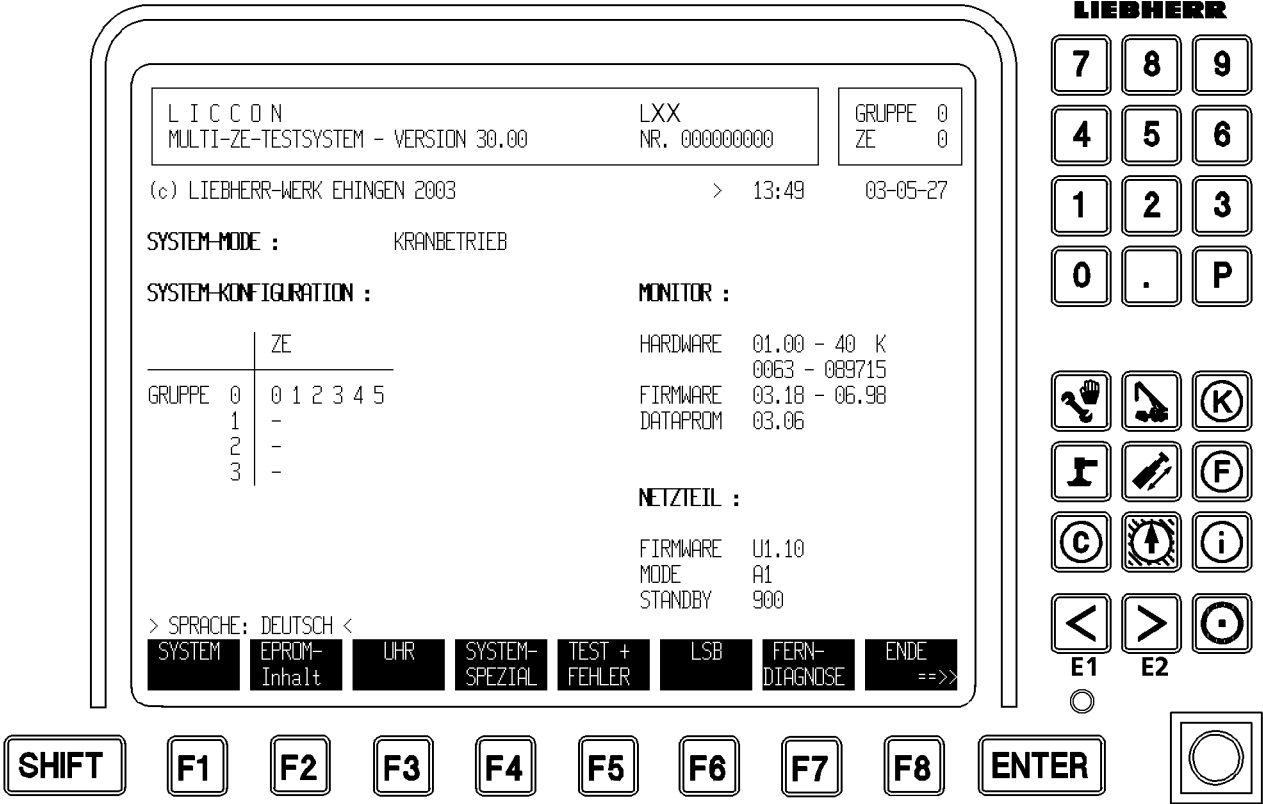 LIEBHERR
L I C C O N LXX GRUPPE 0
MULTI-ZE-TESTSYSTEM - VERSION 30.00 NR. 000000000 ZE 0
(c) LIEBHERR-WERK EHINGEN 2003 > 13:49 03-05-27
SYSTEM-MODE : KRANBETRIEB
SYSTEM-KONFIGURATION : MONITOR :
ZE HARDWARE 01.00 - 40 K
0063 - 089715
GRUPPE 0 0 1 2 3 4 5 FIRMWARE 03.18 - 06.98
1 - DATAPROM 03.06
2 -
3 -
NETZTEIL :
FIRMWARE U1.10
MODE A1
STANDBY 900
> SPRACHE: DEUTSCH <
SYSTEM EPROM- UHR SYSTEM- TEST + LSB FERN- ENDE
Inhalt SPEZIAL FEHLER DIAGNOSE ==>>
7 8 9
4 5 6
1 2 3
0 . P
K
F
C i
< >
E1 E2
SHIFT F1 F2 F3 F4 F5 F6 F7 F8 ENTER